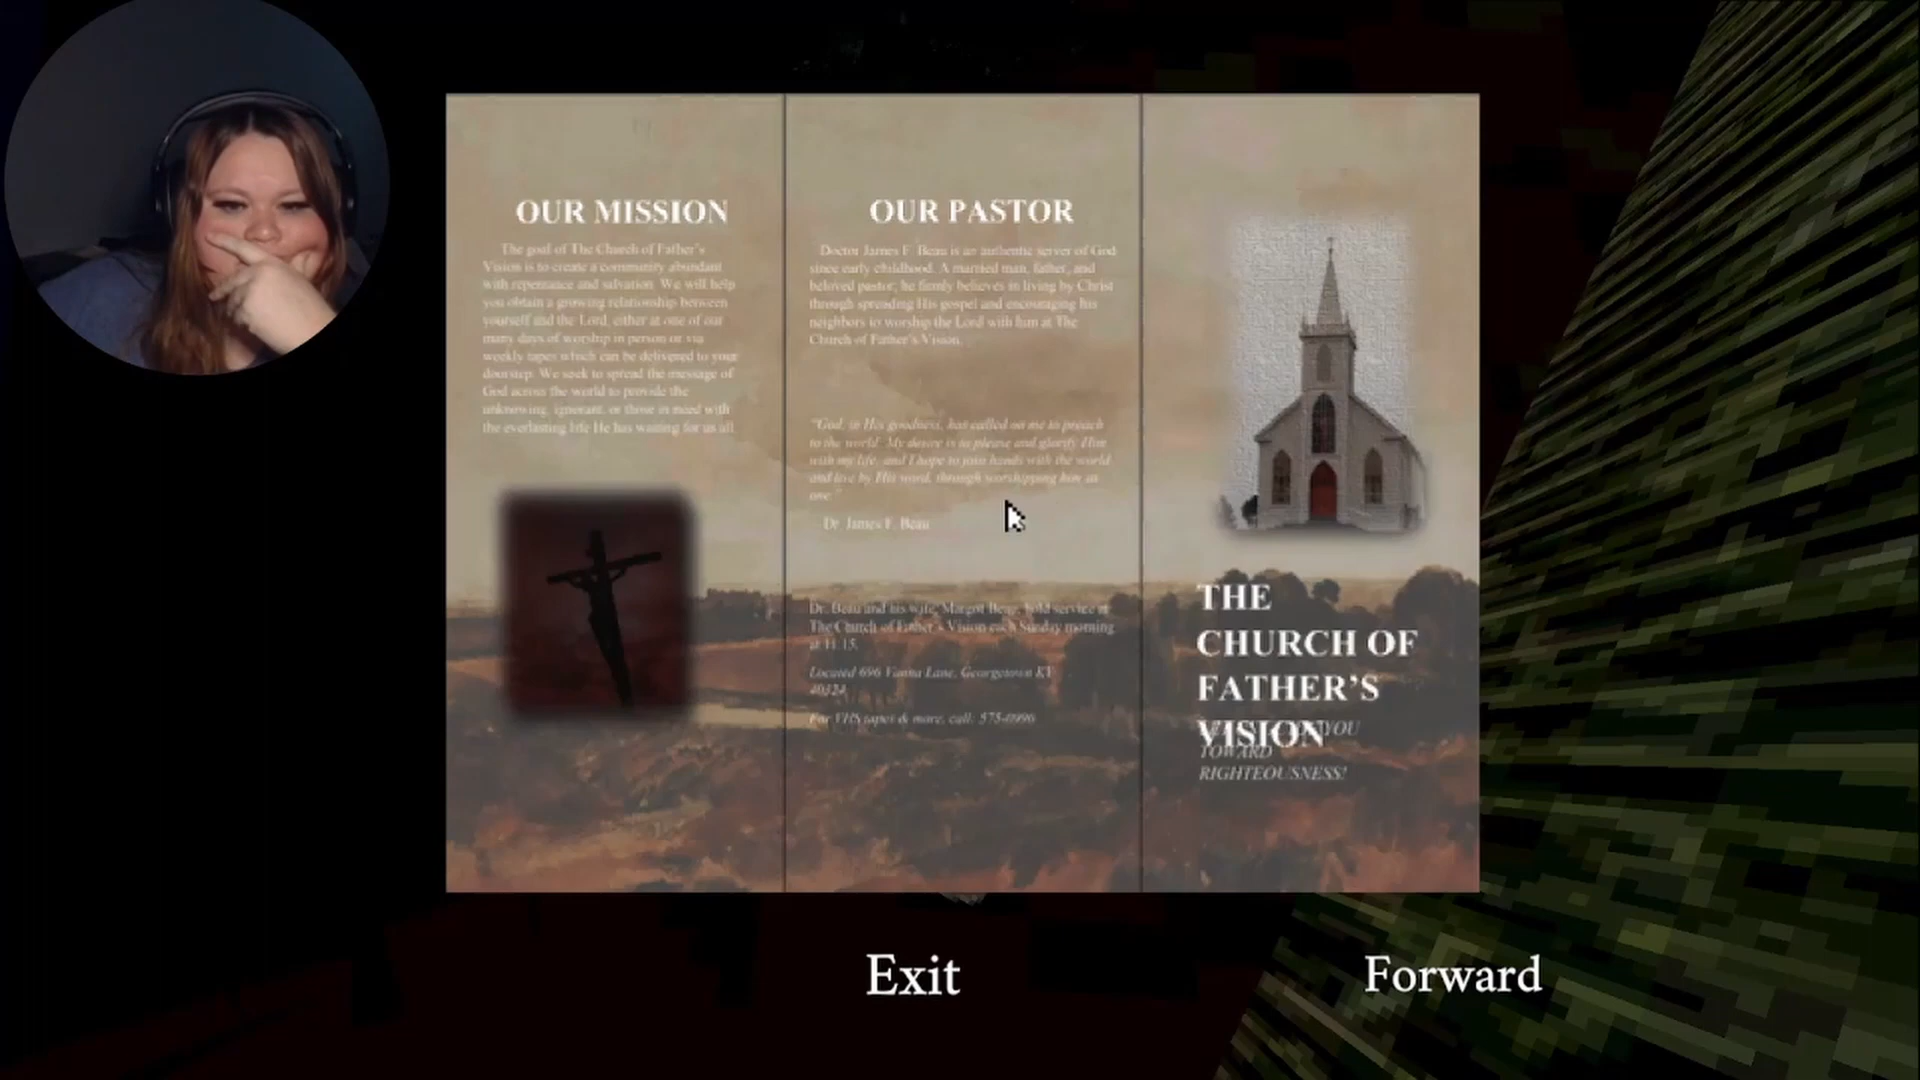 OUR MISSION
The goal of The Church of Father's
Vision is to create a community abundant
with repentance and salvation. We will help
you obtain a growing relationship between
yourself and the Lord, either at one of our
many days of worship in person or via
weekly tapes which can be delivered to your
doorstep. We seek to spread the message of
God across the world to provide the
unknowing, ignorant, or those in need with
the everlasting life He has waiting for us all.
OUR PASTOR
Doctor James F. Beau is an authentic server of God
since early childhood. A married man, father, and
beloved pastor; he firmly believes in living by Christ
through spreading His gospel and encouraging his
neighbors to worship the Lord with him at The
Church of Father's Vision.
"God, in His goodness, has called on me to preach
to the world. My desire is to please and glorify Him
with my life, and I hope to join hands with the world
and live by His word, through worshipping him as
one."
Dr. James F. Beau
Dr. Beau and his wife, Margot Beau, hold service at
The Church of Father's Vision each Sunday morning
at 11:15.
Located 696 Vanna Lane, Georgetown KY
40324
For VHS tapes & more, call: 575-0996
THE
CHURCH OF
FATHER'S
VISION
YOU
TOWARD
RIGHTEOUSNESS!
Exit
Forward